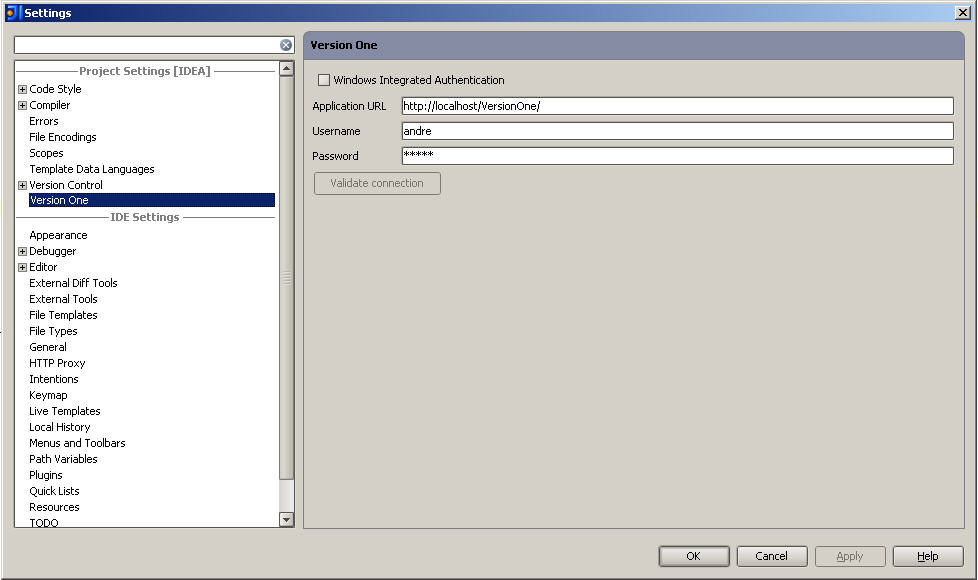 Settings
Project Settings [IDEA]
Code Style
Compiler
Errors
File Encodings
Scopes
Template Data Languages
Version Control
Version One
IDE Settings
Appearance
Debugger
Editor
External Diff Tools
External Tools
File Templates
File Types
General
HTTP Proxy
Intentions
Keymap
Live Templates
Local History
Menus and Toolbars
Path Variables
Plugins
Quick Lists
Resources
TODO
Version One
Windows Integrated Authentication
Application URL http://localhost/VersionOne/
Username andre
Password *****
Validate connection
OK Cancel Apply Help